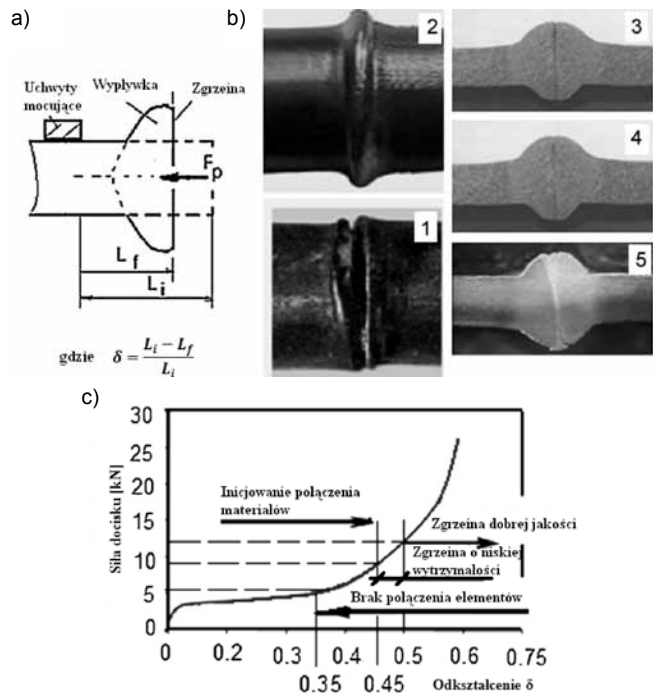 a)
Uchwyty
mocujące
Wypływka
Zgrzeina
F
p
L
f
L
i
gdzie δ = (L_i − L_f) / L_i
b)
2
1
3
4
5
c)
Siła docisku [kN]
30
25
20
15
10
5
0
Inicjowanie połączenia
materiałów
Zgrzeina dobrej jakości
Zgrzeina o niskiej
wytrzymałości
Brak połączenia elementów
0
0.2
0.3
0.4
0.5
0.6
0.75
0.35
0.45
Odkształcenie δ